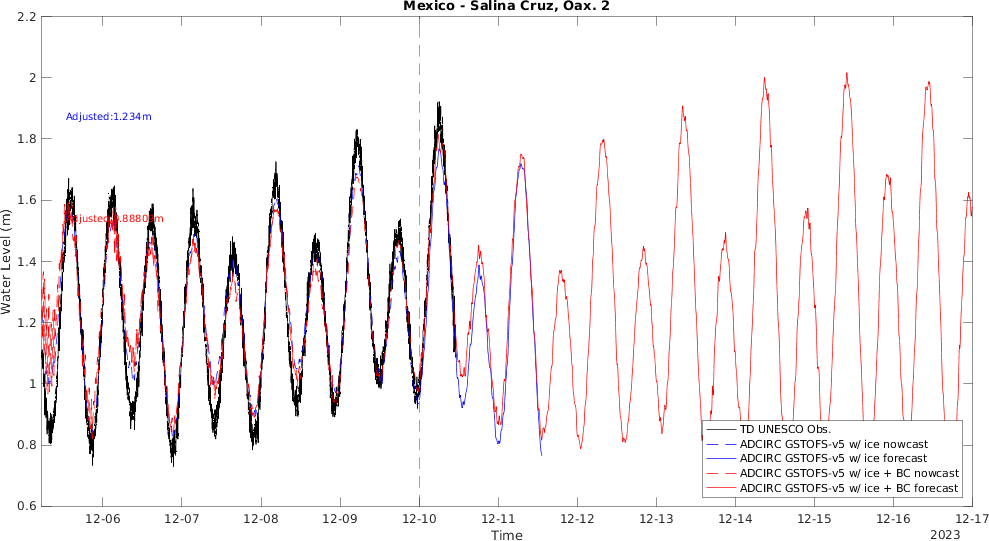 Mexico - Salina Cruz, Oax. 2
2.2
2
1.8
1.6
1.4
1.2
1
0.8
0.6
Water Level (m)
Adjusted:1.234m
TD UNESCO Obs.
ADCIRC GSTOFS-v5 w/ ice nowcast
ADCIRC GSTOFS-v5 w/ ice forecast
ADCIRC GSTOFS-v5 w/ ice + BC nowcast
ADCIRC GSTOFS-v5 w/ ice + BC forecast
12-06 12-07 12-08 12-09 12-10 12-11 12-12 12-13 12-14 12-15 12-16 12-17
Time
2023